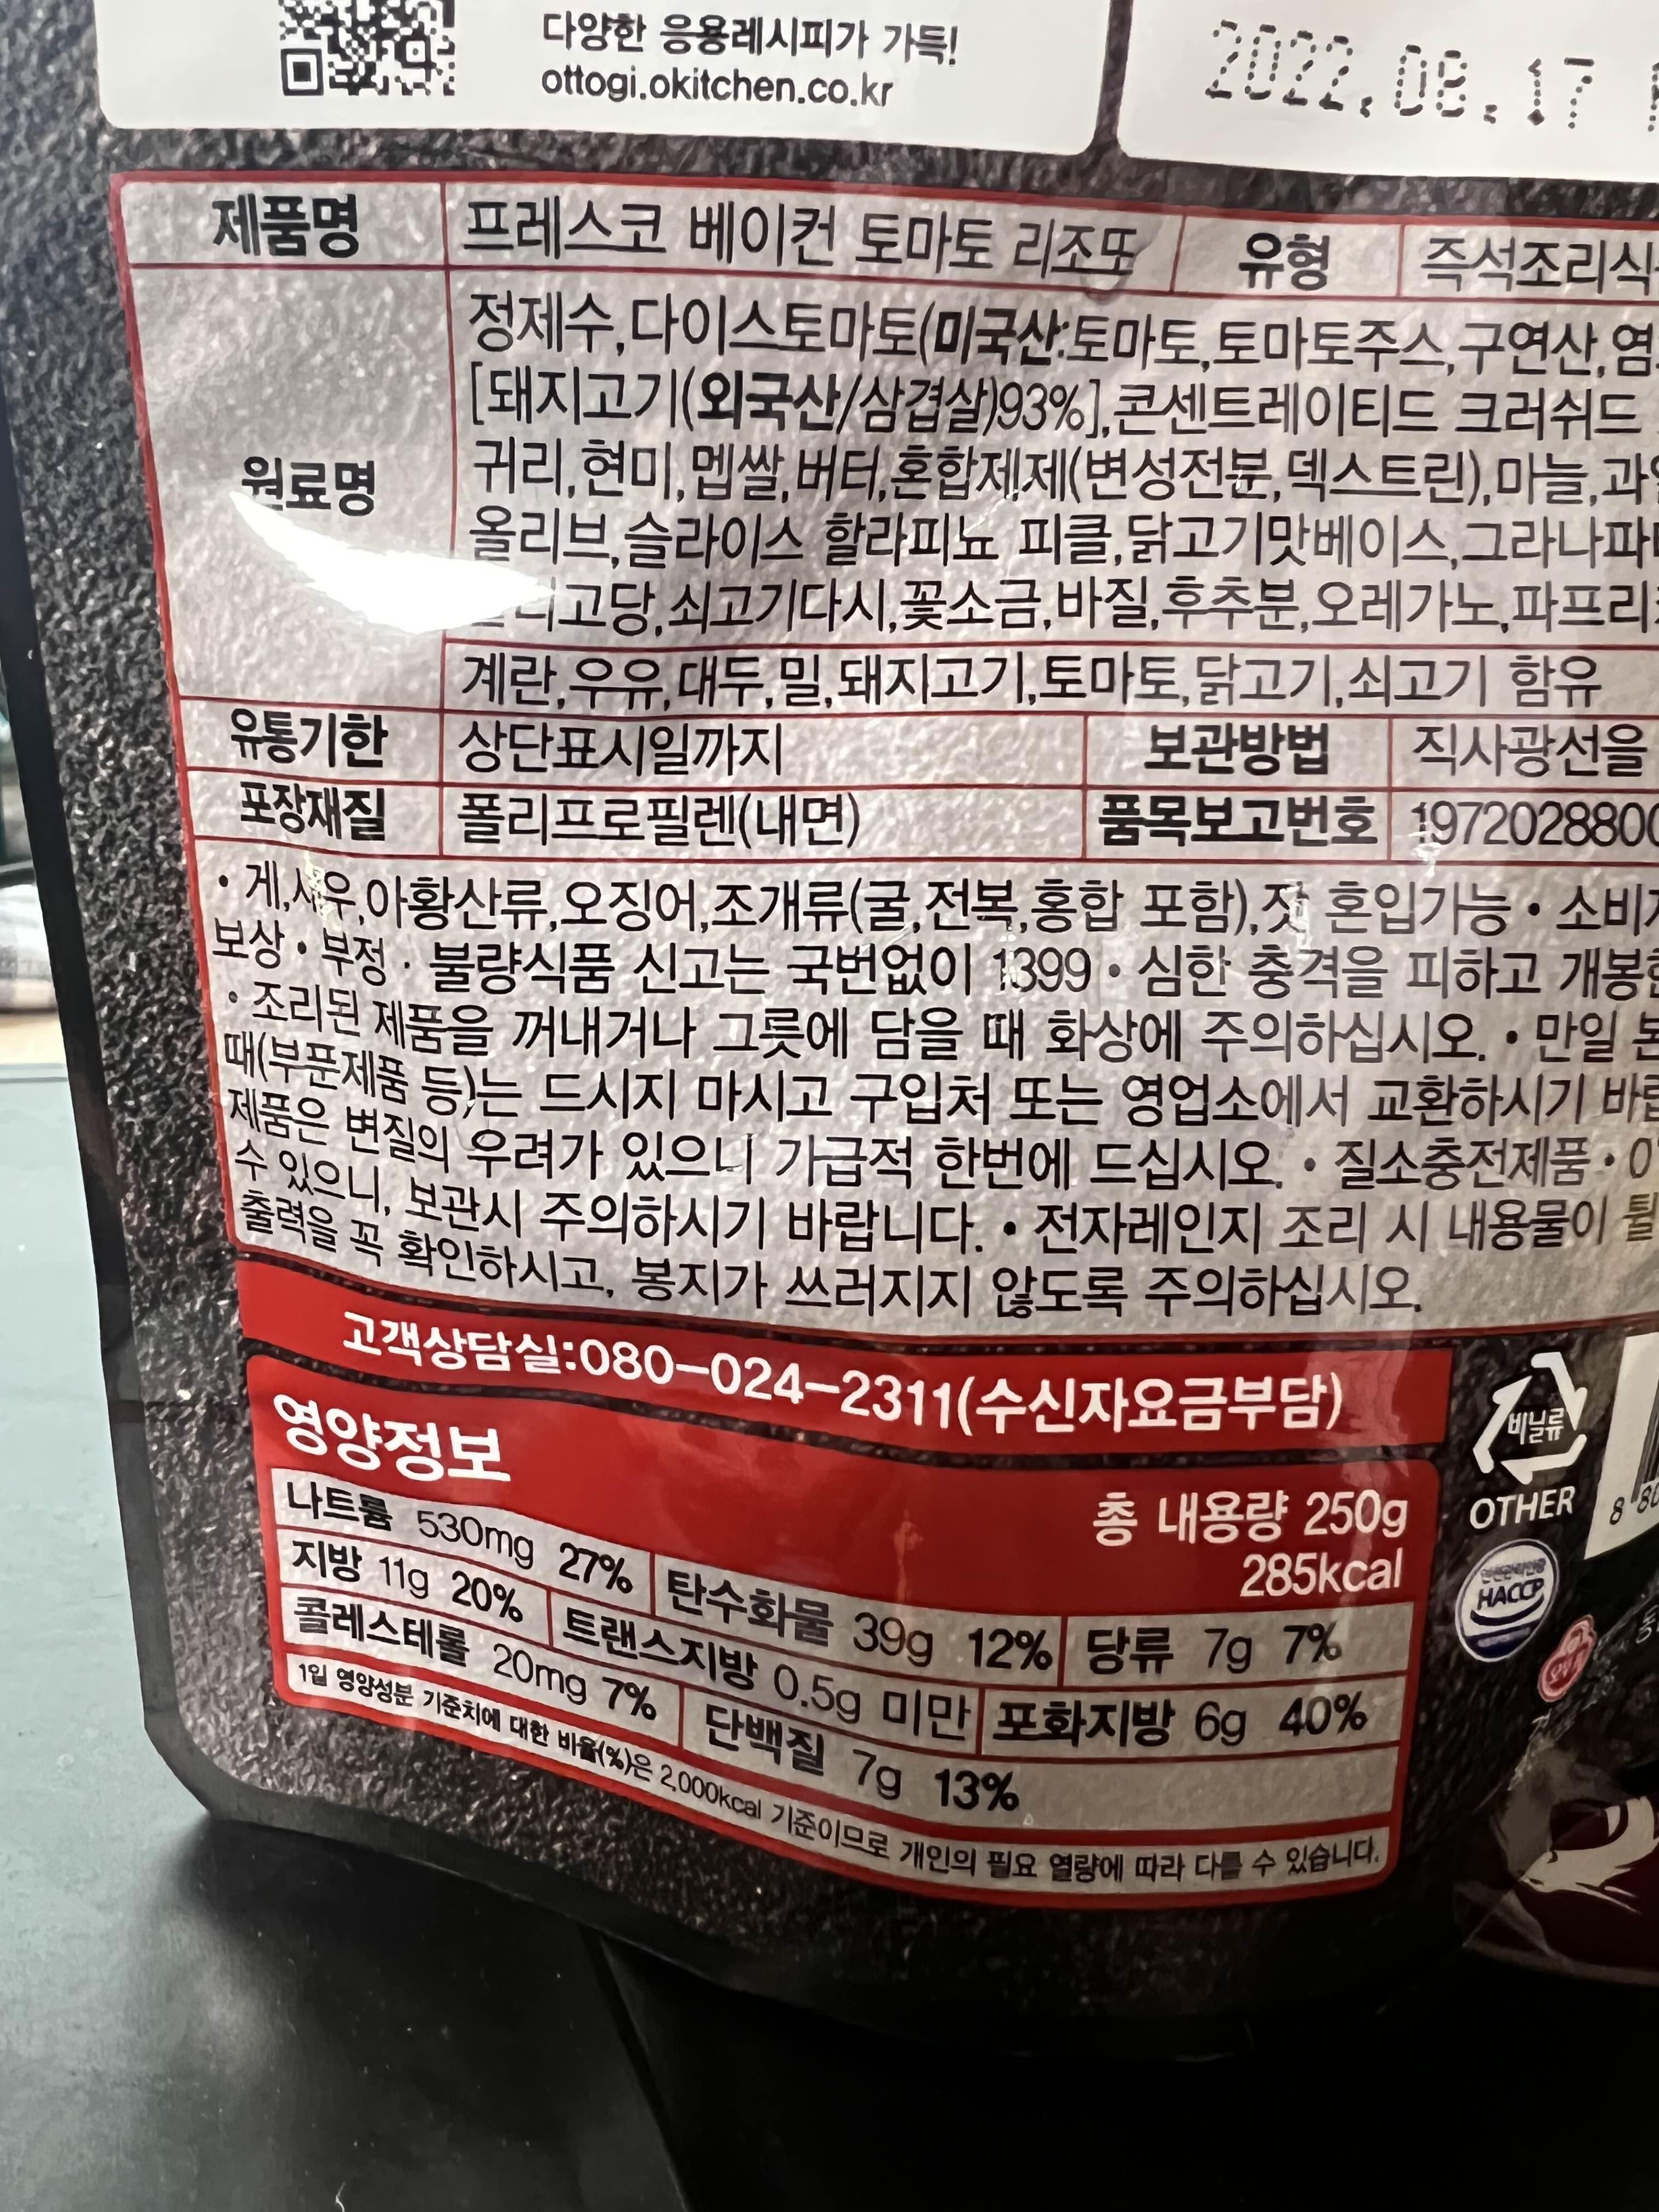 다양한 응용레시피가 가득!
ottogi.okitchen.co.kr
2022.08.17
제품명 프레스코 베이컨 토마토 리조또 유형 즉석조리식
원료명
정제수,다이스토마토(미국산:토마토,토마토주스,구연산,염
[돼지고기(외국산/삼겹살)93%],콘센트레이티드 크러쉬드
귀리,현미,멥쌀,버터,혼합제제(변성전분,덱스트린),마늘,과
올리브,슬라이스 할라피뇨 피클,닭고기맛베이스,그라나파
리고당,쇠고기다시,꽃소금,바질,후추분,오레가노,파프리
계란,우유,대두,밀,돼지고기,토마토,닭고기,쇠고기 함유
유통기한 상단표시일까지 보관방법 직사광선을
포장재질 폴리프로필렌(내면) 품목보고번호 1972028800
• 게,새우,아황산류,오징어,조개류(굴,전복,홍합 포함),잣 혼입가능 • 소비
보상 • 부정 · 불량식품 신고는 국번없이 1399 • 심한 충격을 피하고 개봉
• 조리된 제품을 꺼내거나 그릇에 담을 때 화상에 주의하십시오. • 만일 본
때(부푼제품 등)는 드시지 마시고 구입처 또는 영업소에서 교환하시기 바랍
제품은 변질의 우려가 있으니 가급적 한번에 드십시오. • 질소충전제품 •
수 있으니, 보관시 주의하시기 바랍니다. • 전자레인지 조리 시 내용물이 튈
출력을 꼭 확인하시고, 봉지가 쓰러지지 않도록 주의하십시오.
고객상담실:080-024-2311(수신자요금부담)
영양정보
총 내용량 250g
285kcal
나트륨 530mg 27% 탄수화물 39g 12% 당류 7g 7%
지방 11g 20% 트랜스지방 0.5g 미만 포화지방 6g 40%
콜레스테롤 20mg 7% 단백질 7g 13%
1일 영양성분 기준치에 대한 비율(%)은 2,000kcal 기준이므로 개인의 필요 열량에 따라 다를 수 있습니다.
비닐류
OTHER
HACCP
8 80